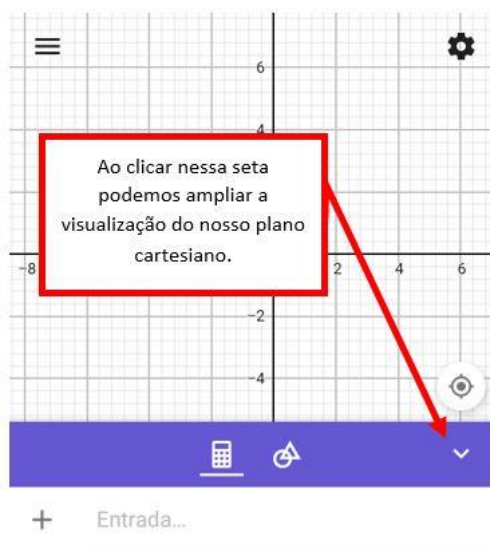 6
4
Ao clicar nessa seta
podemos ampliar a
visualização do nosso plano
cartesiano.
-8 2 4 6
-2
-4
Entrada...